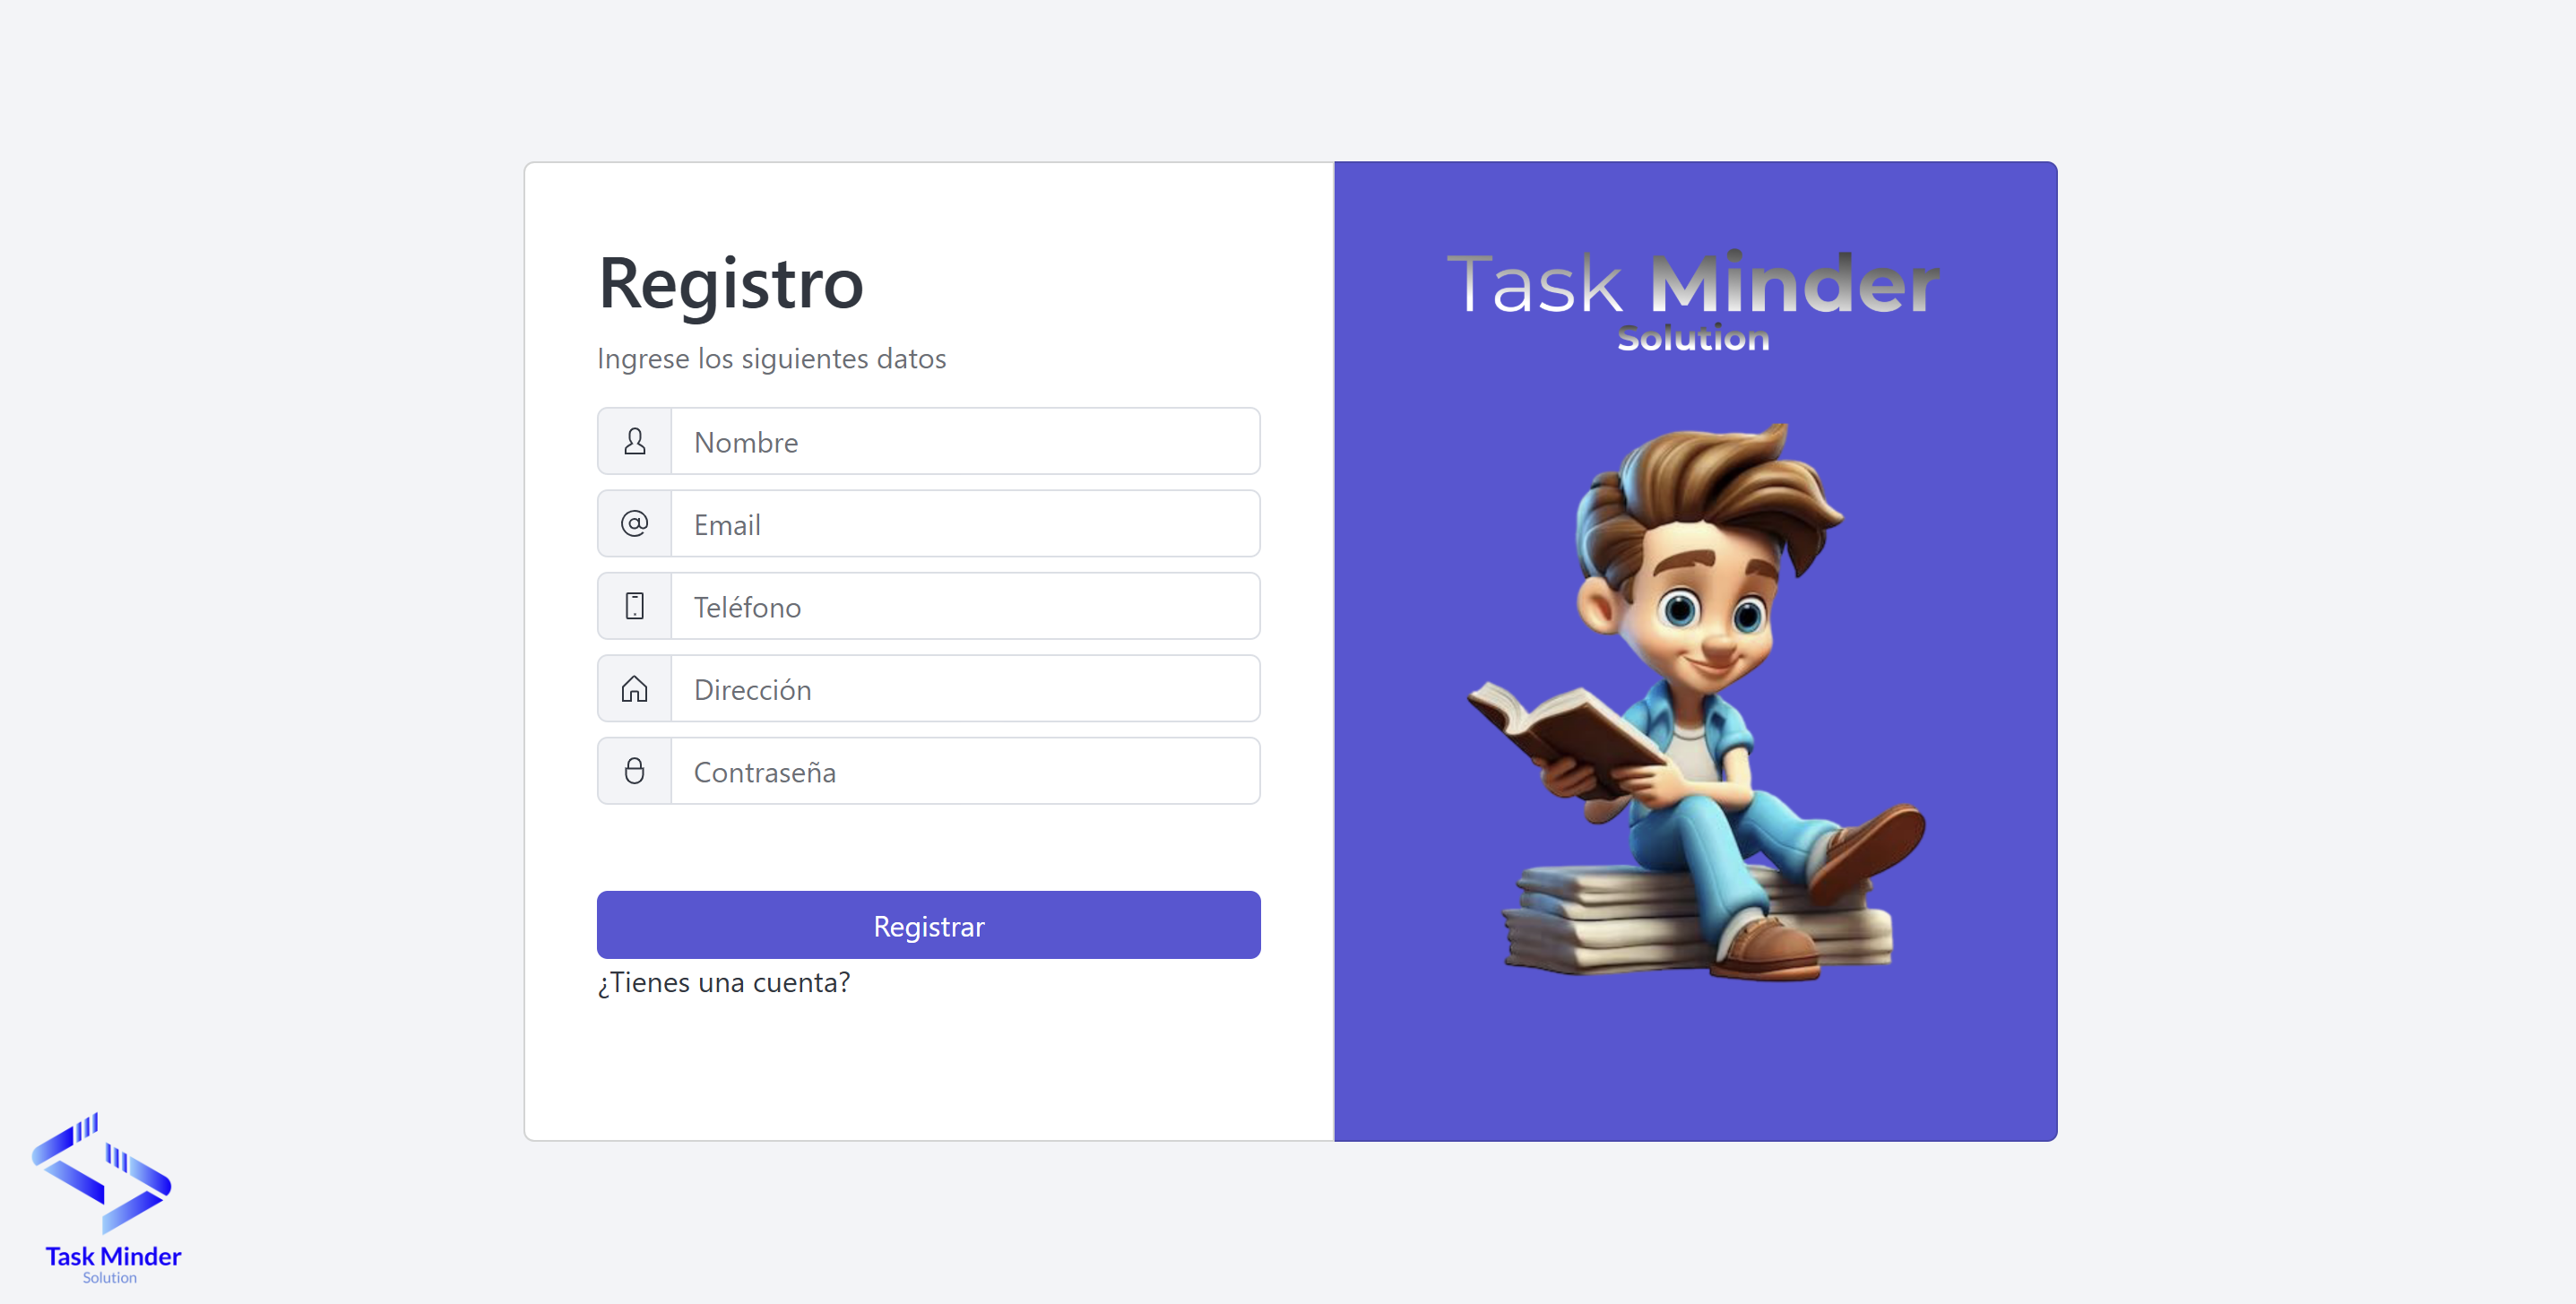 Registro
Ingrese los siguientes datos
Nombre
Email
Teléfono
Dirección
Contraseña
Registrar
¿Tienes una cuenta?
Task Minder
Solution
Task Minder
Solution